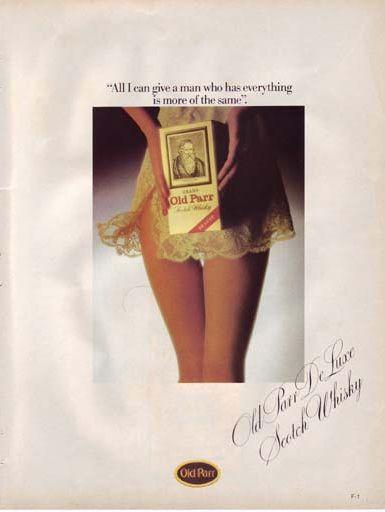 “All I can give a man who has everything
is more of the same”.
GRAND
Old Parr
Scotch Whisky
Old Parr De Luxe
Scotch Whisky
Old Parr
F-1